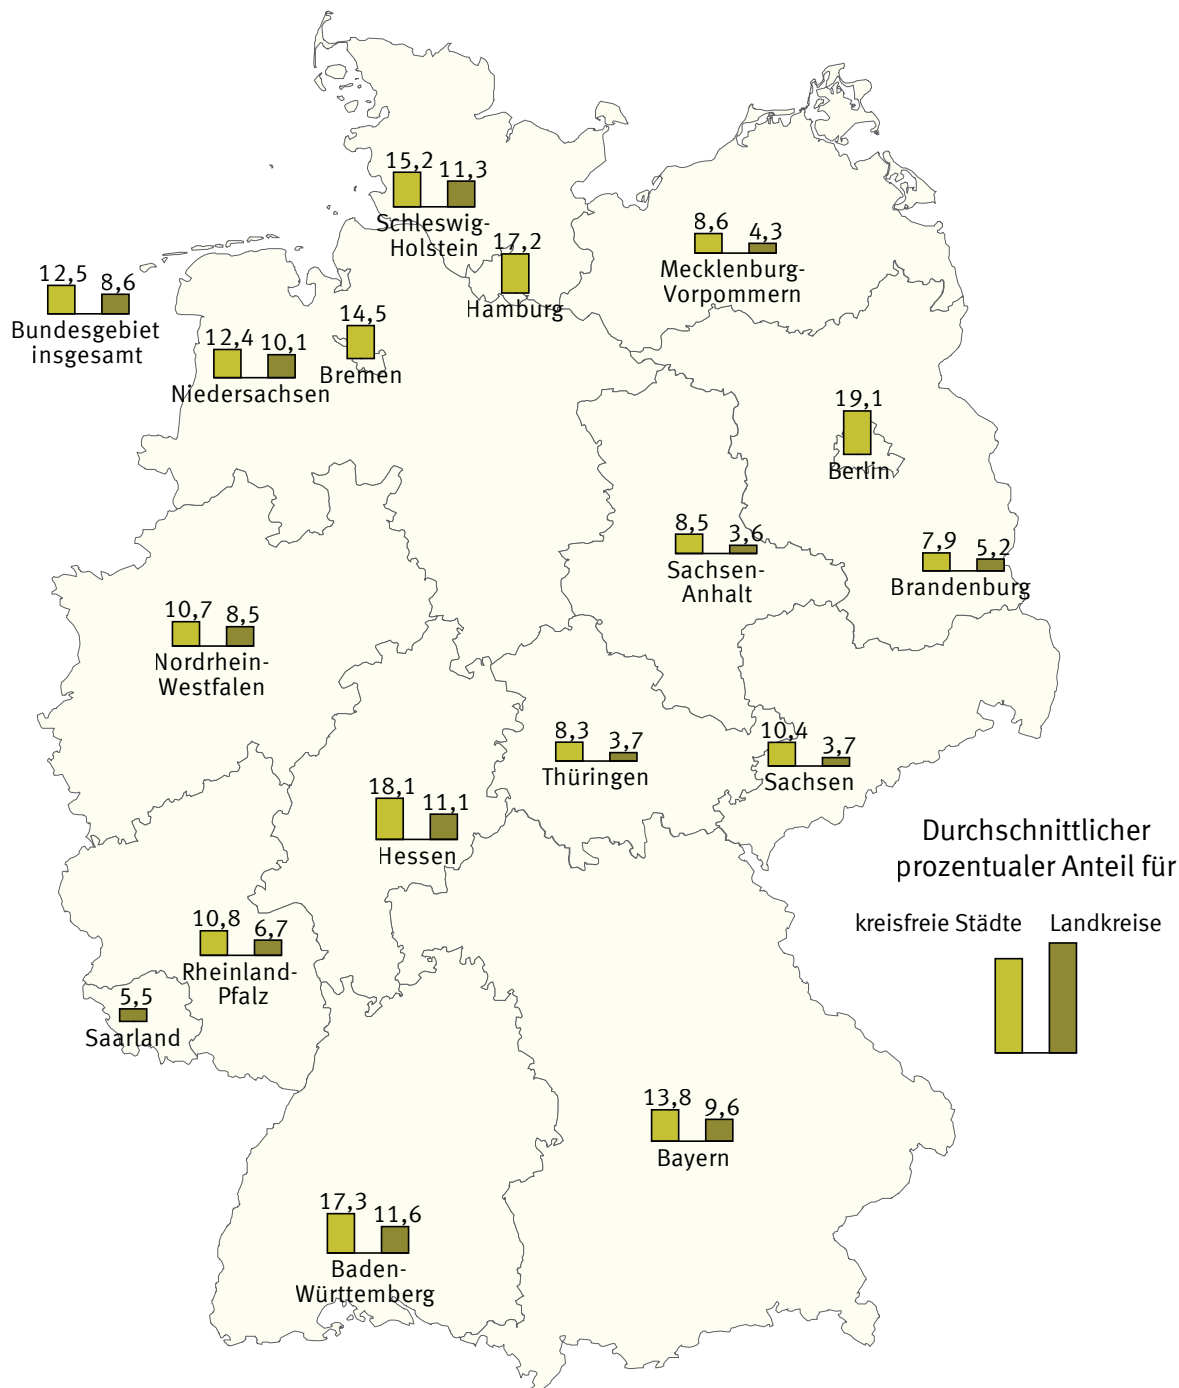 15,2 11,3
Schleswig-
Holstein
17,2
Hamburg
8,6 4,3
Mecklenburg-
Vorpommern
12,5 8,6
Bundesgebiet
insgesamt
12,4 10,1
Niedersachsen
14,5
Bremen
19,1
Berlin
8,5 3,6
Sachsen-
Anhalt
7,9 5,2
Brandenburg
10,7 8,5
Nordrhein-
Westfalen
8,3 3,7
Thüringen
10,4 3,7
Sachsen
18,1 11,1
Hessen
Durchschnittlicher
prozentualer Anteil für
kreisfreie Städte Landkreise
10,8 6,7
Rheinland-
Pfalz
5,5
Saarland
13,8 9,6
Bayern
17,3 11,6
Baden-
Württemberg